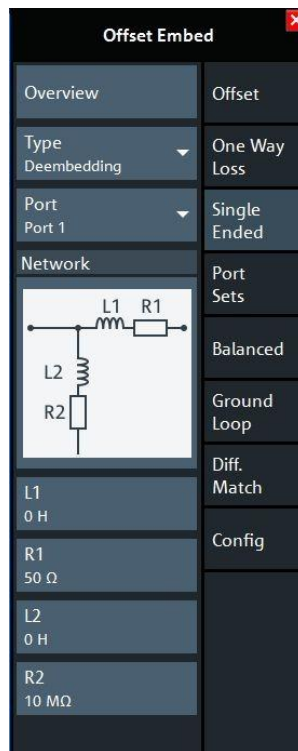 Offset Embed
Overview
Type
Deembedding
Port
Port 1
Network
L1 R1
L2
R2
L1
0 H
R1
50 Ω
L2
0 H
R2
10 MΩ
Offset
One Way
Loss
Single
Ended
Port
Sets
Balanced
Ground
Loop
Diff.
Match
Config